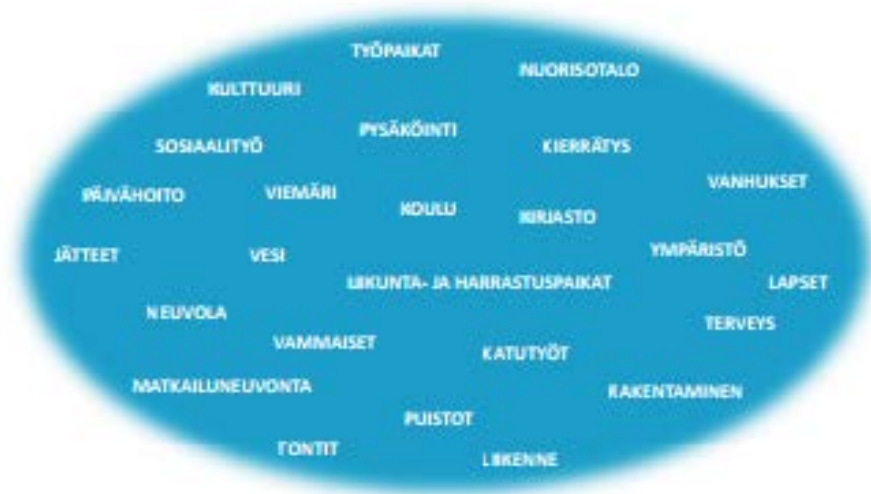 TYÖPAIKAT
NUORISOTALO
KULTTUURI
PYSÄKÖINTI
SOSIAALITYÖ
KIERRÄTYS
VANHUKSET
PÄIVÄHOITO
VIEMÄRI
KOULU
KIRJASTO
JÄTTEET
VESI
YMPÄRISTÖ
LIIKUNTA- JA HARRASTUSPAIKAT
LAPSET
NEUVOLA
TERVEYS
VAMMAISET
KATUTYÖT
MATKAILUNEUVONTA
RAKENTAMINEN
PUISTOT
TONTIT
LIIKENNE